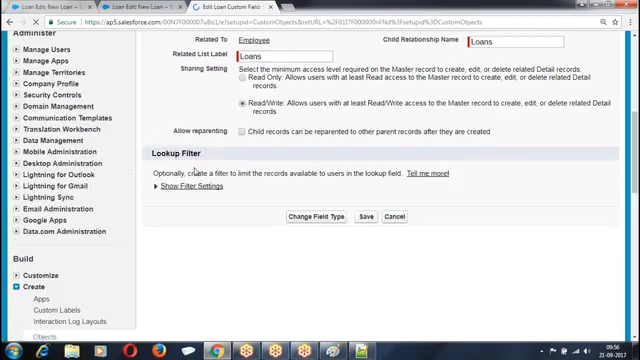 Loan Edit: New Loan ~ S
Loan Edit: New Loan ~ S
Edit Loan Custom Field:
https://ap5.salesforce.com/00N7F000007u8o1/e?setupid=CustomObjects&retURL=/01I7F000000
setupid%3DCustomObjects
Administer
Manage Users
Manage Apps
Manage Territories
Company Profile
Security Controls
Domain Management
Communication Templates
Translation Workbench
Data Management
Mobile Administration
Desktop Administration
Lightning for Outlook
Lightning for Gmail
Lightning Sync
Email Administration
Google Apps
Data.com Administration
Build
Customize
Create
Apps
Custom Labels
Interaction Log Layouts
Objects
Related To Employee Child Relationship Name Loans
Related List Label Loans
Sharing Setting Select the minimum access level required on the Master record to create, edit, or delete related Detail records:
Read Only: Allows users with at least Read access to the Master record to create, edit, or delete related Detail
records.
Read/Write: Allows users with at least Read/Write access to the Master record to create, edit, or delete related Detail
records.
Allow reparenting Child records can be reparented to other parent records after they are created
Lookup Filter
Optionally, create a filter to limit the records available to users in the lookup field. Tell me more!
Show Filter Settings
Change Field Type Save Cancel
09:56
21-09-2017